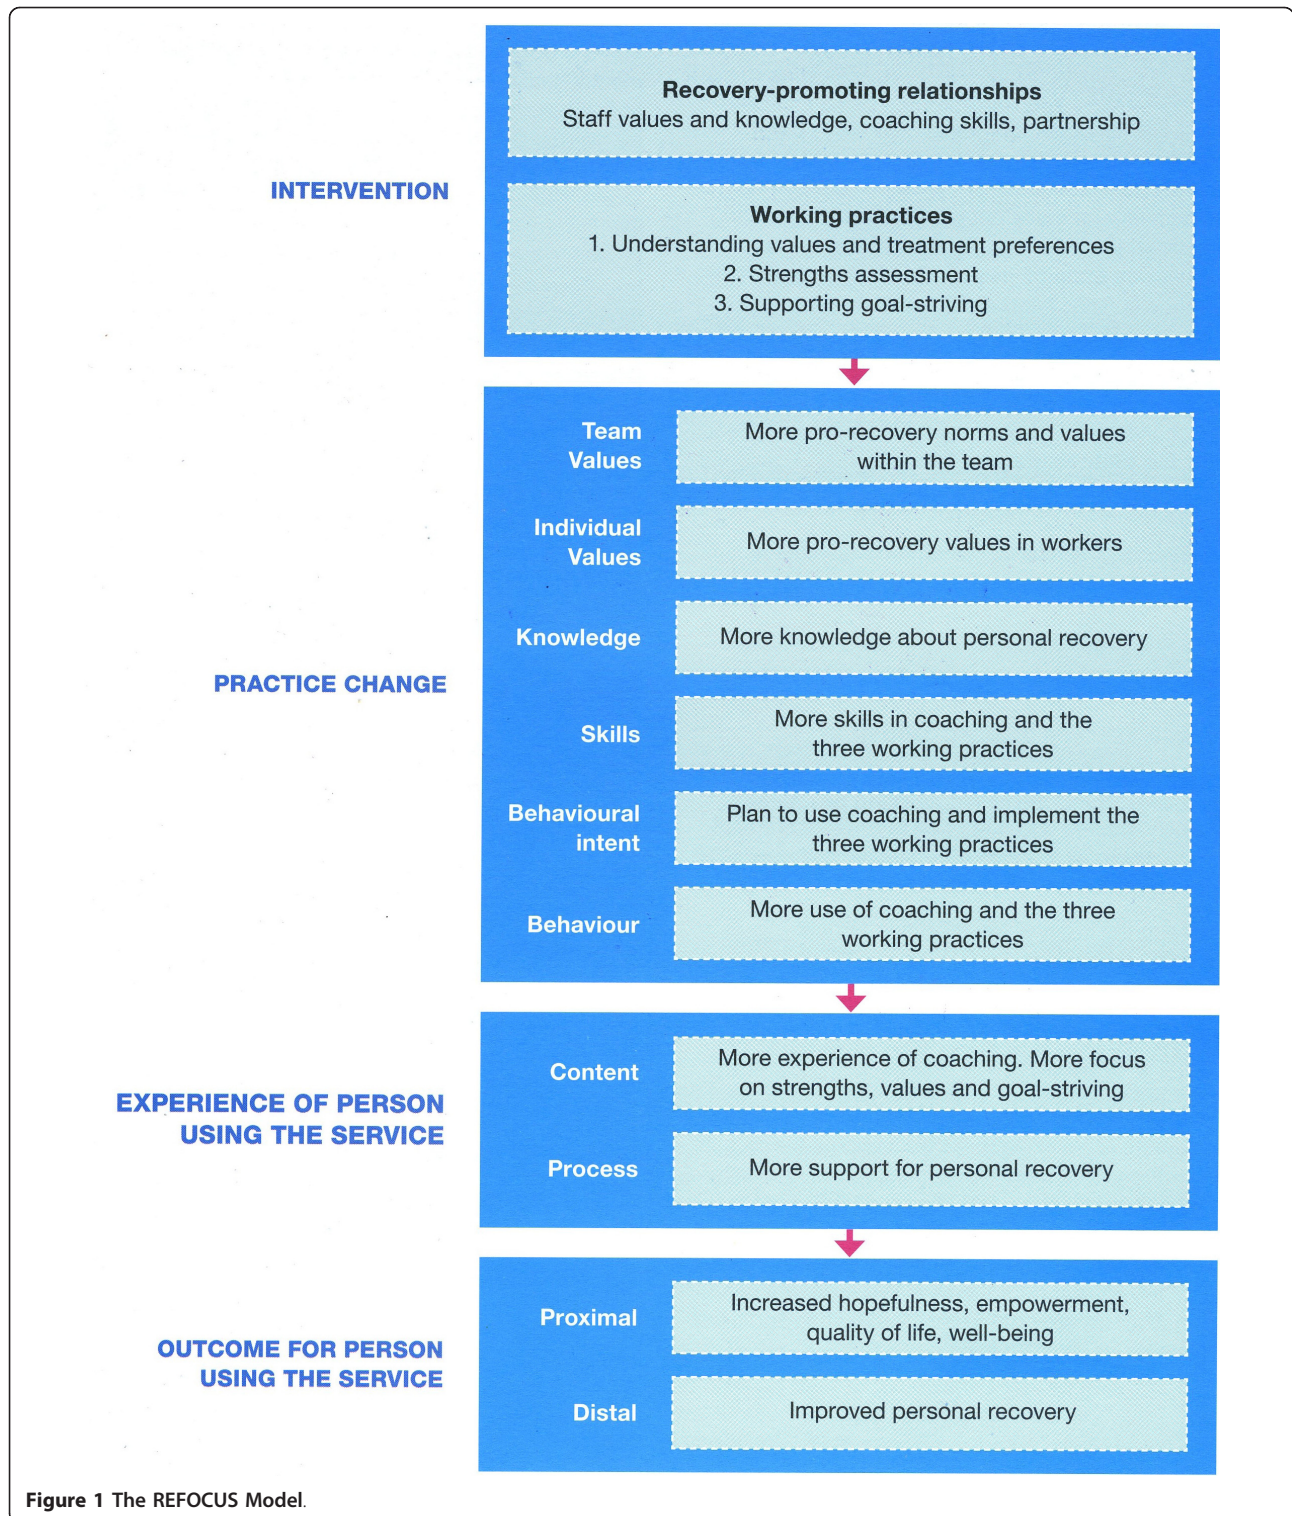 Recovery-promoting relationships
Staff values and knowledge, coaching skills, partnership
INTERVENTION
Working practices
1. Understanding values and treatment preferences
2. Strengths assessment
3. Supporting goal-striving
Team
Values
More pro-recovery norms and values
within the team
Individual
Values
More pro-recovery values in workers
Knowledge
More knowledge about personal recovery
PRACTICE CHANGE
Skills
More skills in coaching and the
three working practices
Behavioural
intent
Plan to use coaching and implement the
three working practices
Behaviour
More use of coaching and the three
working practices
Content
More experience of coaching. More focus
on strengths, values and goal-striving
EXPERIENCE OF PERSON
USING THE SERVICE
Process
More support for personal recovery
Proximal
Increased hopefulness, empowerment,
quality of life, well-being
OUTCOME FOR PERSON
USING THE SERVICE
Distal
Improved personal recovery
Figure 1 The REFOCUS Model.